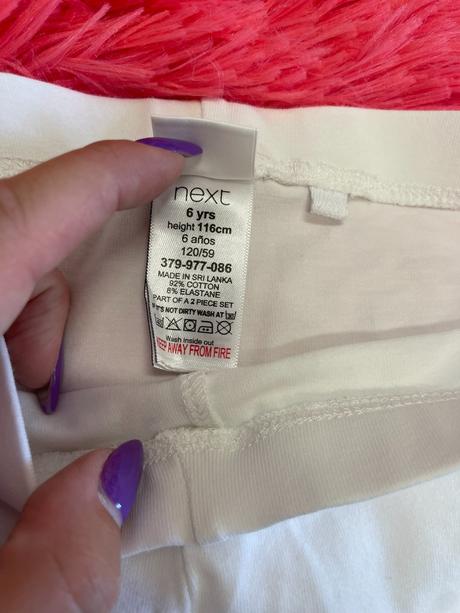 next
6 yrs
height 116cm
6 años
120/59
379-977-086
MADE IN SRI LANKA
92% COTTON
8% ELASTANE
PART OF A 2 PIECE SET
IF IT'S NOT DIRTY WASH AT 30
Wash inside out
KEEP AWAY FROM FIRE